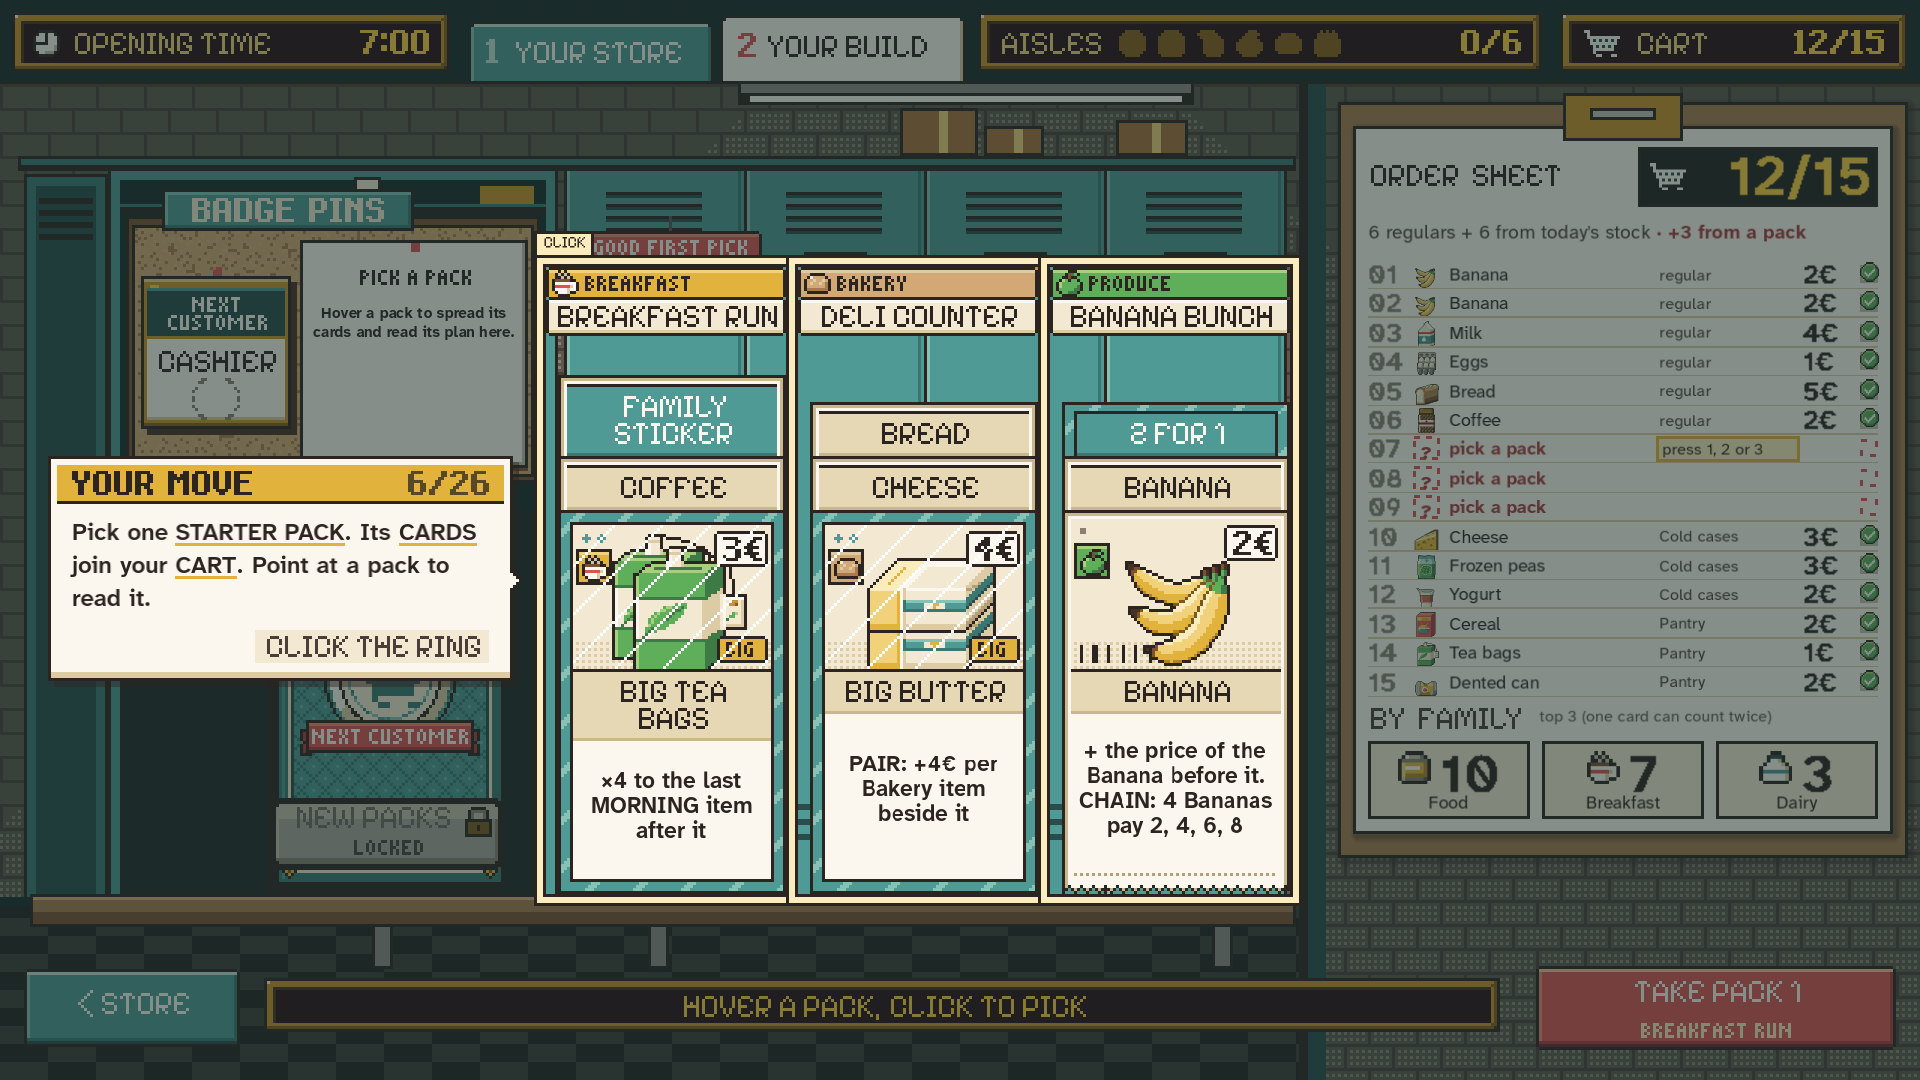 OPENING TIME 7:00
1 YOUR STORE
2 YOUR BUILD
AISLES 0/6
CART 12/15
BADGE PINS
NEXT CUSTOMER
CASHIER
PICK A PACK
Hover a pack to spread its
cards and read its plan here.
YOUR MOVE 6/26
Pick one STARTER PACK. Its CARDS
join your CART. Point at a pack to
read it.
CLICK THE RING
NEXT CUSTOMER
NEW PACKS
LOCKED
CLICK
GOOD FIRST PICK
BREAKFAST
BREAKFAST RUN
FAMILY
STICKER
COFFEE
3€
BIG
BIG TEA
BAGS
×4 to the last
MORNING item
after it
BAKERY
DELI COUNTER
BREAD
CHEESE
4€
BIG
BIG BUTTER
PAIR: +4€ per
Bakery item
beside it
PRODUCE
BANANA BUNCH
2 FOR 1
BANANA
2€
BANANA
+ the price of the
Banana before it.
CHAIN: 4 Bananas
pay 2, 4, 6, 8
ORDER SHEET 12/15
6 regulars + 6 from today's stock · +3 from a pack
01 Banana regular 2€
02 Banana regular 2€
03 Milk regular 4€
04 Eggs regular 1€
05 Bread regular 5€
06 Coffee regular 2€
07 ? pick a pack press 1, 2 or 3
08 ? pick a pack
09 ? pick a pack
10 Cheese Cold cases 3€
11 Frozen peas Cold cases 3€
12 Yogurt Cold cases 2€
13 Cereal Pantry 2€
14 Tea bags Pantry 1€
15 Dented can Pantry 2€
BY FAMILY top 3 (one card can count twice)
10 Food
7 Breakfast
3 Dairy
< STORE
HOVER A PACK, CLICK TO PICK
TAKE PACK 1
BREAKFAST RUN